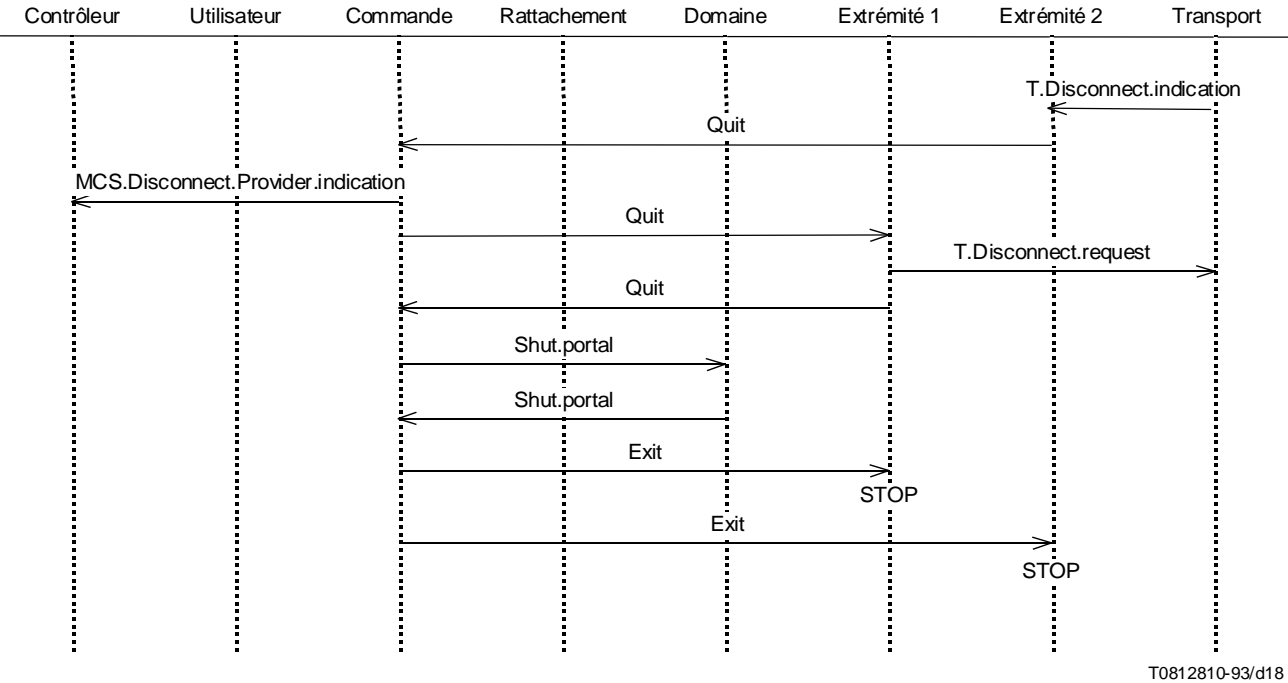 Contrôleur Utilisateur Commande Rattachement Domaine Extrémité 1 Extrémité 2 Transport
T.Disconnect.indication
Quit
MCS.Disconnect.Provider.indication
Quit
T.Disconnect.request
Quit
Shut.portal
Shut.portal
Exit
STOP
Exit
STOP
T0812810-93/d18